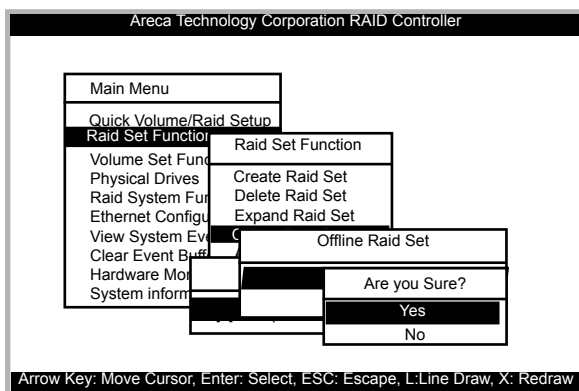 Areca Technology Corporation RAID Controller
Main Menu
Quick Volume/Raid Setup
Raid Set Function
Volume Set Func
Physical Drives
Raid System Fun
Ethernet Configu
View System Eve
Clear Event Buff
Hardware Mon
System inform
Raid Set Function
Create Raid Set
Delete Raid Set
Expand Raid Set
Offline Raid Set
Are you Sure?
Yes
No
Arrow Key: Move Cursor, Enter: Select, ESC: Escape, L:Line Draw, X: Redraw